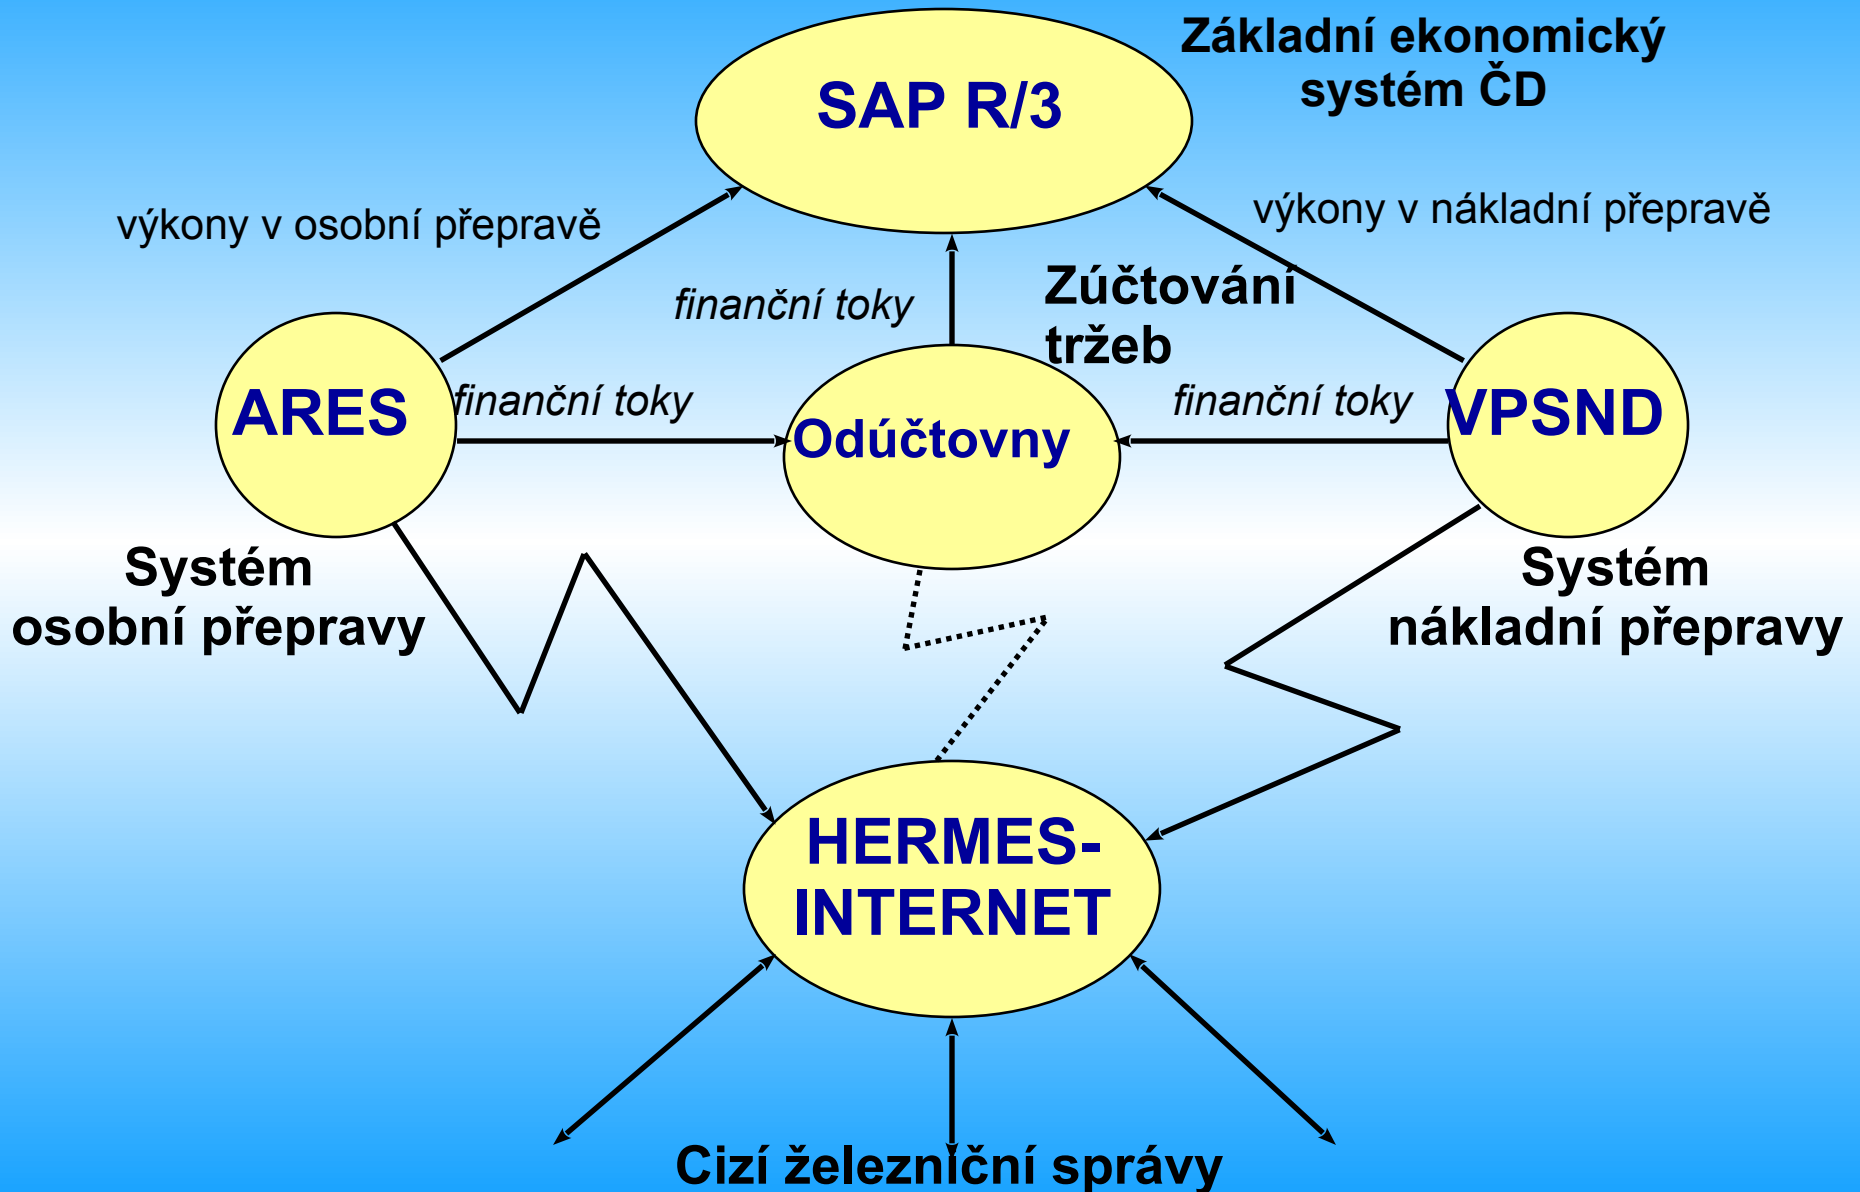 Základní ekonomický
systém ČD
SAP R/3
výkony v osobní přepravě
výkony v nákladní přepravě
finanční toky
Zúčtování
tržeb
ARES
finanční toky
Odúčtovny
finanční toky
VPSND
Systém
osobní přepravy
Systém
nákladní přepravy
HERMES-
INTERNET
Cizí železniční správy